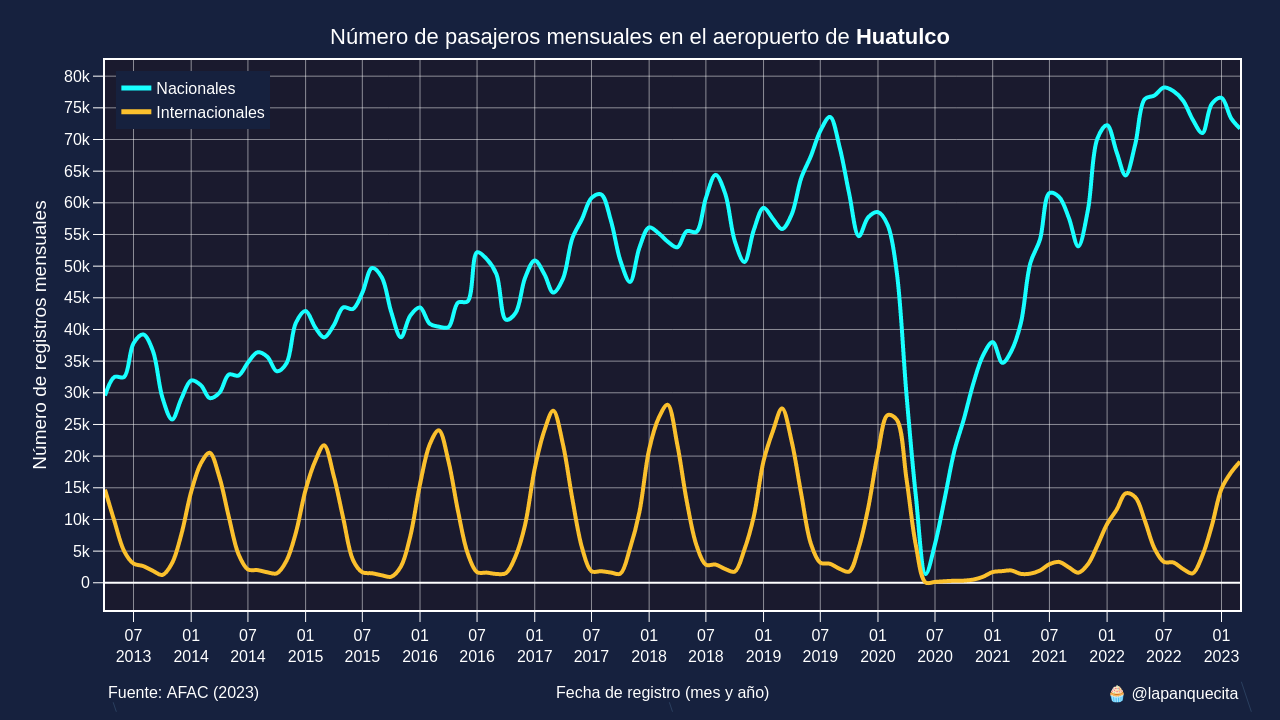 Número de pasajeros mensuales en el aeropuerto de Huatulco
Nacionales
Internacionales
Número de registros mensuales
80k
75k
70k
65k
60k
55k
50k
45k
40k
35k
30k
25k
20k
15k
10k
5k
0
07 01 07 01 07 01 07 01 07 01 07 01 07 01 07 01 07 01 07 01
2013 2014 2014 2015 2015 2016 2016 2017 2017 2018 2018 2019 2019 2020 2020 2021 2021 2022 2022 2023
Fuente: AFAC (2023)
Fecha de registro (mes y año)
🧁 @lapanquecita